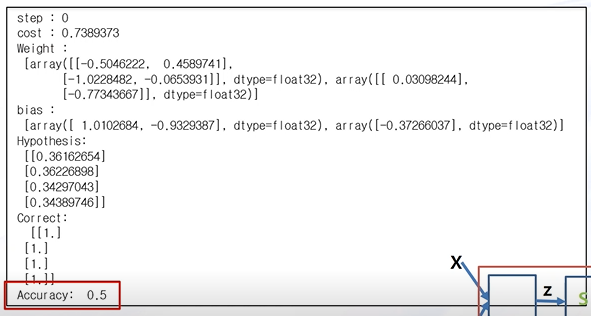 step : 0
cost : 0.7389373
Weight :
[array([[-0.5046222, 0.4589741],
[-1.0228482, -0.0653931]], dtype=float32), array([[ 0.03098244],
[-0.77343667]], dtype=float32)]
bias :
[array([ 1.0102684, -0.9329387], dtype=float32), array([-0.37266037], dtype=float32)]
Hypothesis:
[[0.36162654]
[0.36226898]
[0.34297043]
[0.34389746]]
Correct:
[[1.]
[1.]
[1.]
[1.]]
Accuracy: 0.5
X
z
S